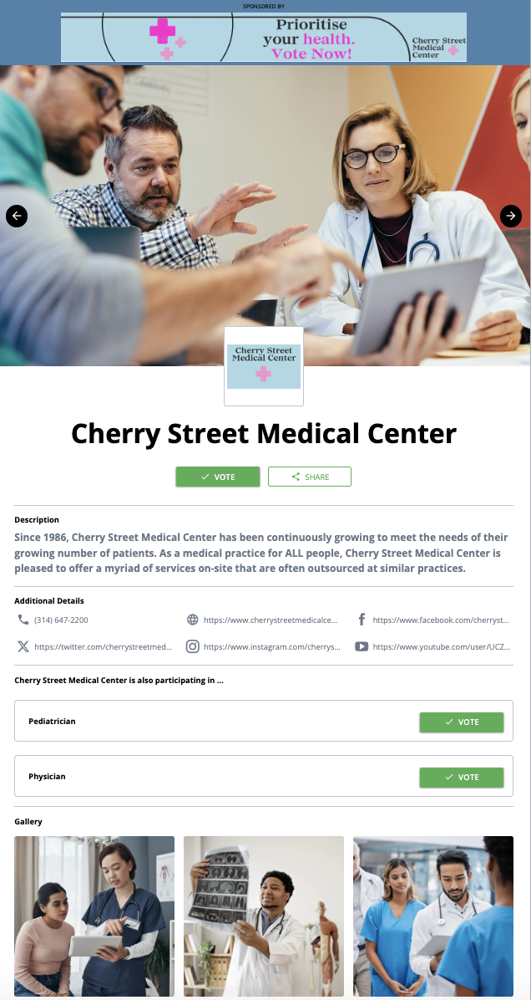 SPONSORED BY
Prioritise
your health.
Vote Now!
Cherry Street
Medical
Center
Cherry Street
Medical Center
Cherry Street Medical Center
VOTE
SHARE
Description
Since 1986, Cherry Street Medical Center has been continuously growing to meet the needs of their
growing number of patients. As a medical practice for ALL people, Cherry Street Medical Center is
pleased to offer a myriad of services on-site that are often outsourced at similar practices.
Additional Details
(314) 647-2200
https://www.cherrystreetmedicalce...
https://www.facebook.com/cherryst...
https://twitter.com/cherrystreetmed...
https://www.instagram.com/cherrys...
https://www.youtube.com/user/UCZ...
Cherry Street Medical Center is also participating in ...
Pediatrician
VOTE
Physician
VOTE
Gallery